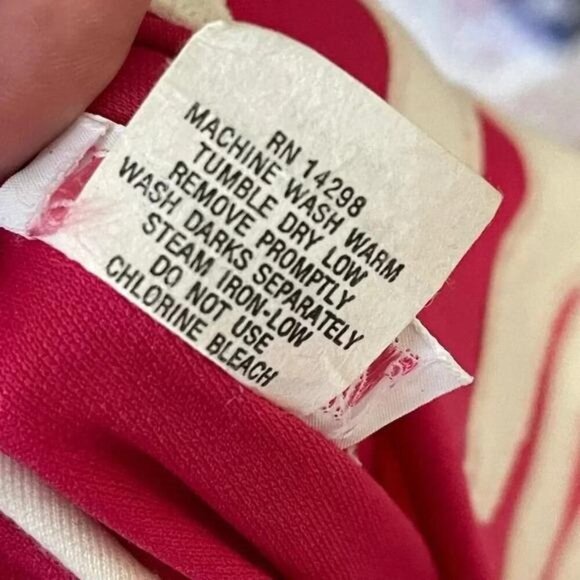 RN 14298
MACHINE WASH WARM
TUMBLE DRY LOW
REMOVE PROMPTLY
WASH DARKS SEPARATELY
STEAM IRON-LOW
DO NOT USE
CHLORINE BLEACH